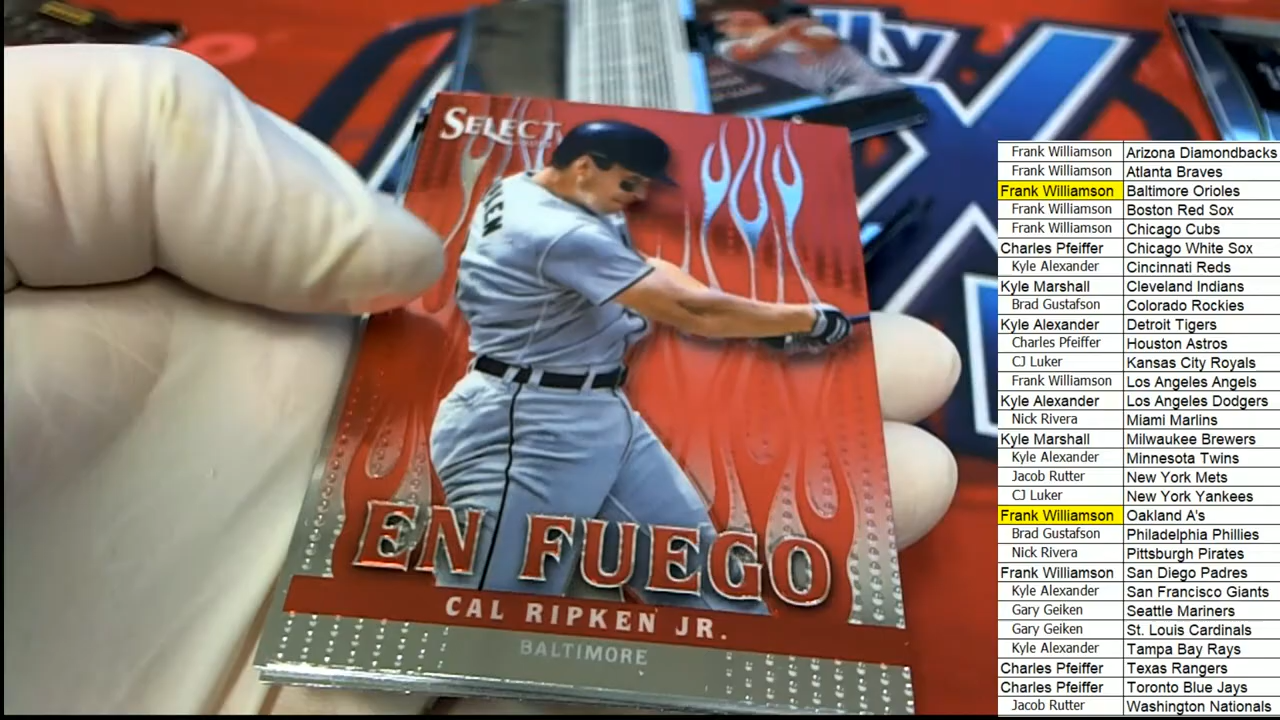 SELECT
EN FUEGO
CAL RIPKEN JR.
BALTIMORE
lly
Frank Williamson Arizona Diamondbacks
Frank Williamson Atlanta Braves
Frank Williamson Baltimore Orioles
Frank Williamson Boston Red Sox
Frank Williamson Chicago Cubs
Charles Pfeiffer Chicago White Sox
Kyle Alexander Cincinnati Reds
Kyle Marshall Cleveland Indians
Brad Gustafson Colorado Rockies
Kyle Alexander Detroit Tigers
Charles Pfeiffer Houston Astros
CJ Luker Kansas City Royals
Frank Williamson Los Angeles Angels
Kyle Alexander Los Angeles Dodgers
Nick Rivera Miami Marlins
Kyle Marshall Milwaukee Brewers
Kyle Alexander Minnesota Twins
Jacob Rutter New York Mets
CJ Luker New York Yankees
Frank Williamson Oakland A's
Brad Gustafson Philadelphia Phillies
Nick Rivera Pittsburgh Pirates
Frank Williamson San Diego Padres
Kyle Alexander San Francisco Giants
Gary Geiken Seattle Mariners
Gary Geiken St. Louis Cardinals
Kyle Alexander Tampa Bay Rays
Charles Pfeiffer Texas Rangers
Charles Pfeiffer Toronto Blue Jays
Jacob Rutter Washington Nationals